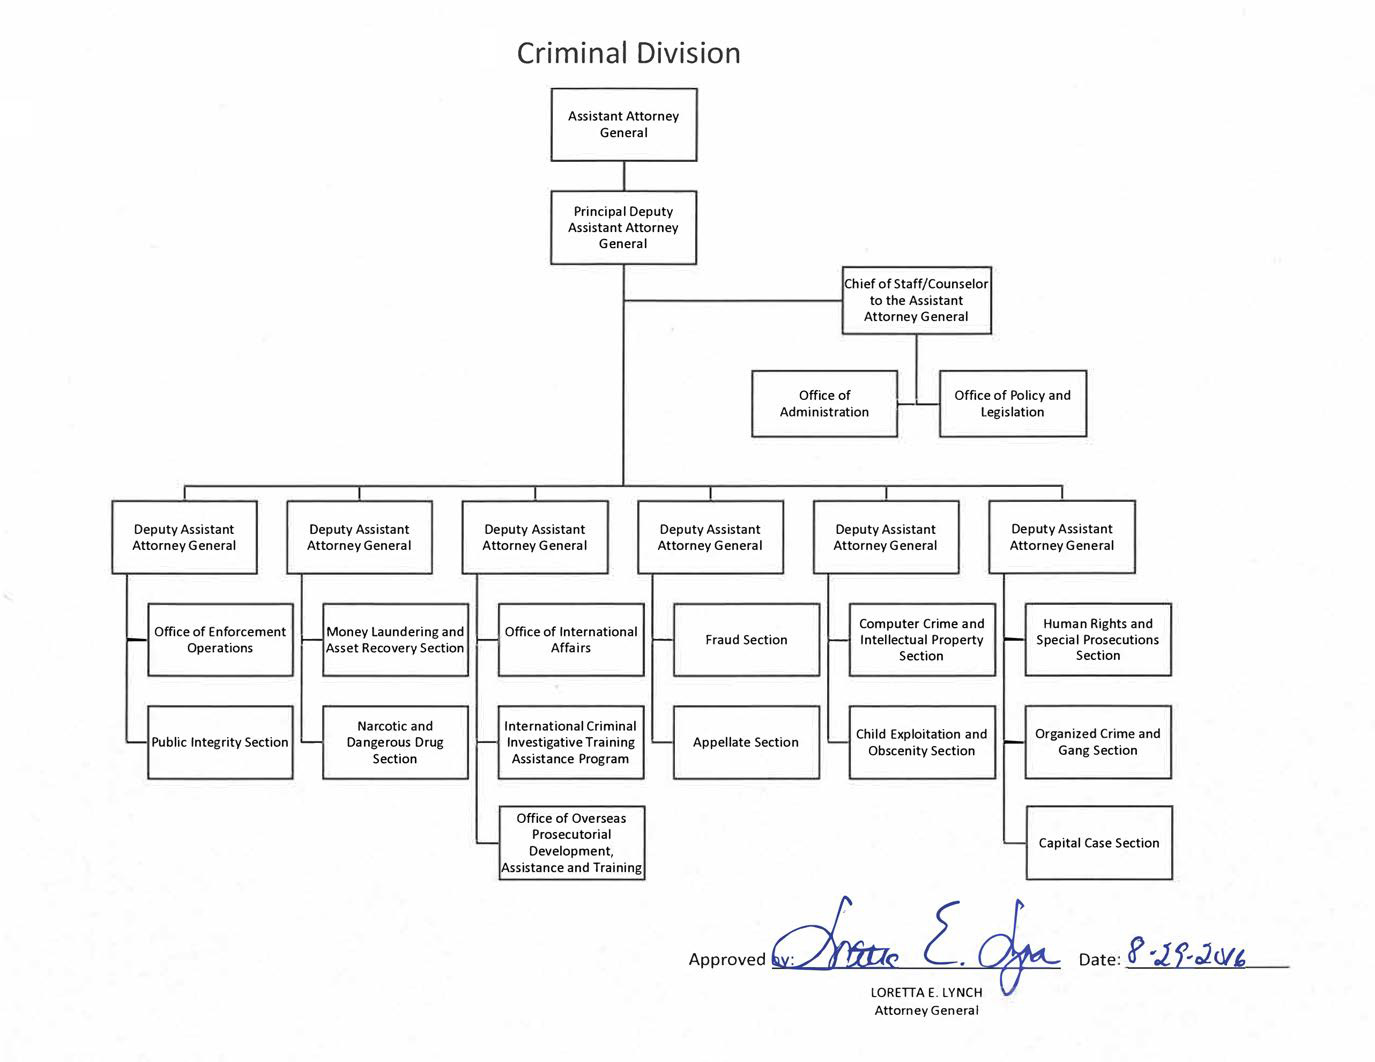 Criminal Division
Assistant Attorney
General
Principal Deputy
Assistant Attorney
General
Chief of Staff/Counselor
to the Assistant
Attorney General
Office of
Administration
Office of Policy and
Legislation
Deputy Assistant
Attorney General
Deputy Assistant
Attorney General
Deputy Assistant
Attorney General
Deputy Assistant
Attorney General
Deputy Assistant
Attorney General
Deputy Assistant
Attorney General
Office of Enforcement
Operations
Money Laundering and
Asset Recovery Section
Office of International
Affairs
Fraud Section
Computer Crime and
Intellectual Property
Section
Human Rights and
Special Prosecutions
Section
Public Integrity Section
Narcotic and
Dangerous Drug
Section
International Criminal
Investigative Training
Assistance Program
Appellate Section
Child Exploitation and
Obscenity Section
Organized Crime and
Gang Section
Office of Overseas
Prosecutorial
Development,
Assistance and Training
Capital Case Section
Approved by: Loretta E. Lynch Date: 8-29-2016
LORETTA E. LYNCH
Attorney General